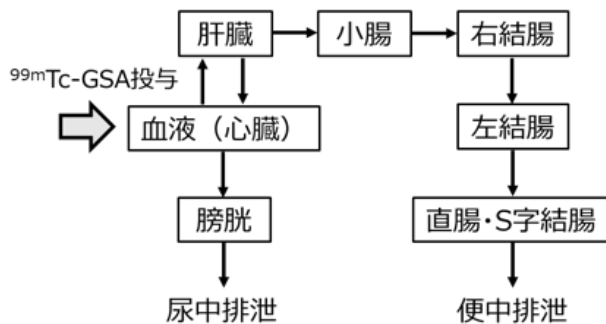 肝臓
小腸
右結腸
⁹⁹ᵐTc-GSA投与
血液（心臓）
左結腸
膀胱
直腸・S字結腸
尿中排泄
便中排泄